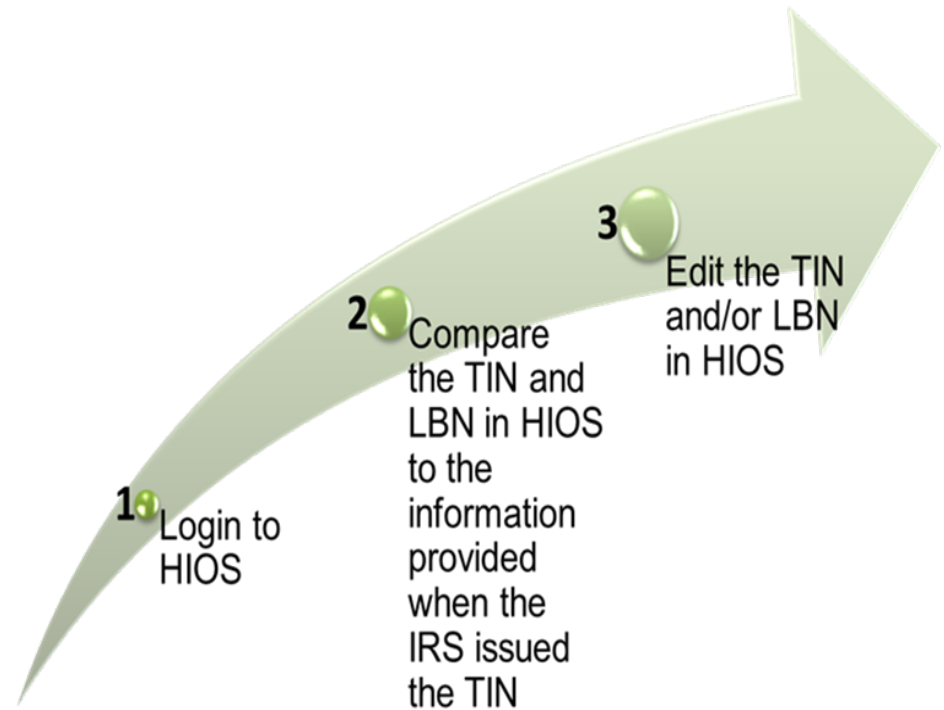 1
Login to
HIOS
2
Compare
the TIN and
LBN in HIOS
to the
information
provided
when the
IRS issued
the TIN
3
Edit the TIN
and/or LBN
in HIOS